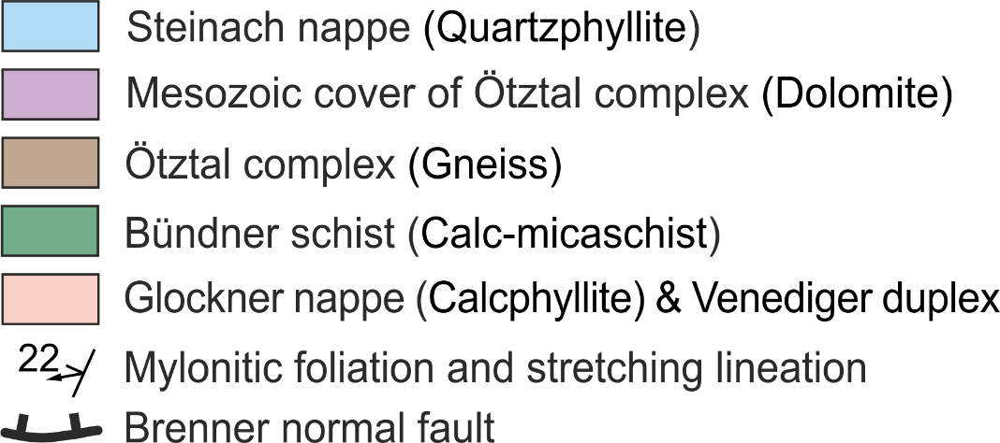 Steinach nappe (Quartzphyllite)
Mesozoic cover of Ötztal complex (Dolomite)
Ötztal complex (Gneiss)
Bündner schist (Calc-micaschist)
Glockner nappe (Calcphyllite) & Venediger duplex
22 Mylonitic foliation and stretching lineation
Brenner normal fault